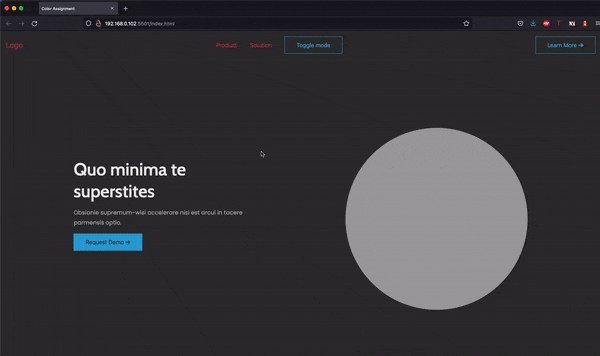 Color Assignment
192.168.0.102:5501/index.html
Logo
Product
Solution
Toggle mode
Learn More →
Quo minima te
superstites
Obsianie supremum-wisi accelerare nisi est arcui in tacere
parmensis optio.
Request Demo →